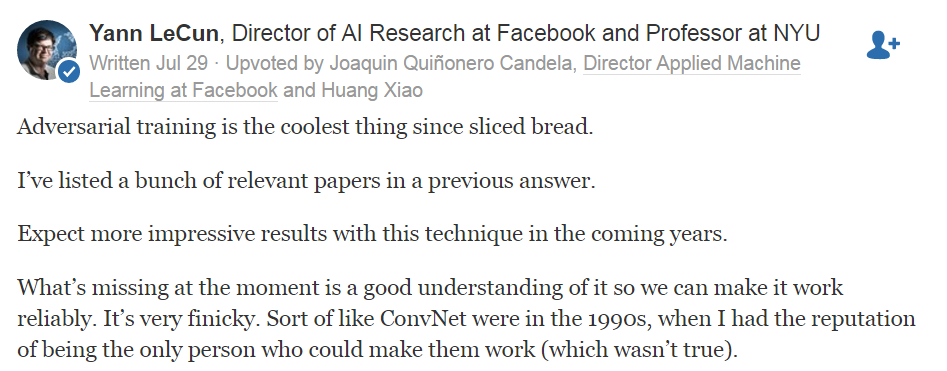 Yann LeCun, Director of AI Research at Facebook and Professor at NYU
Written Jul 29 · Upvoted by Joaquin Quiñonero Candela, Director Applied Machine
Learning at Facebook and Huang Xiao
Adversarial training is the coolest thing since sliced bread.
I’ve listed a bunch of relevant papers in a previous answer.
Expect more impressive results with this technique in the coming years.
What’s missing at the moment is a good understanding of it so we can make it work
reliably. It’s very finicky. Sort of like ConvNet were in the 1990s, when I had the reputation
of being the only person who could make them work (which wasn’t true).